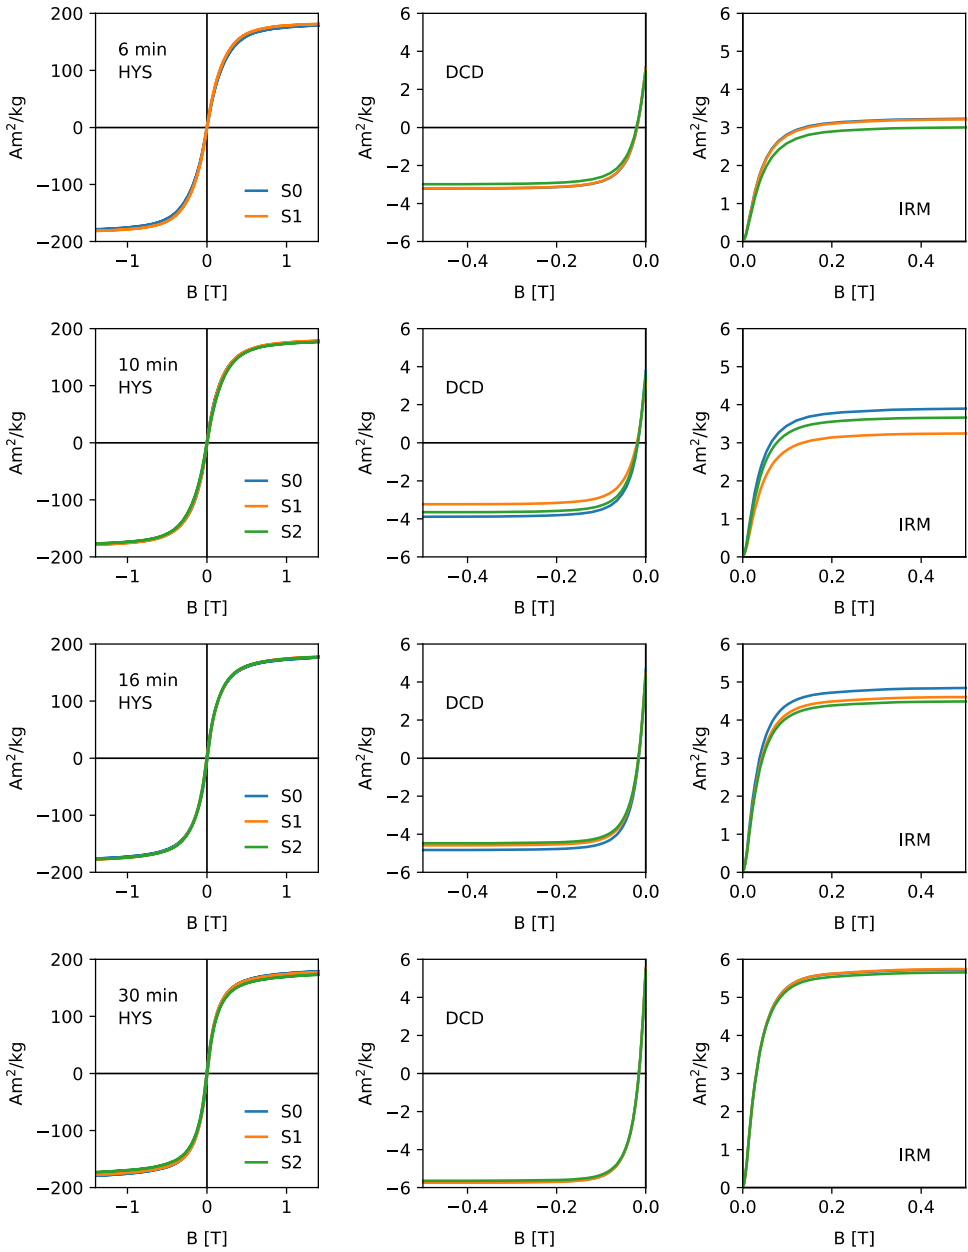 6 min
HYS
S0
S1
200
100
0
−100
−200
−1
0
1
B [T]
Am²/kg
DCD
6
4
2
0
−2
−4
−6
−0.4
−0.2
0.0
B [T]
Am²/kg
IRM
6
5
4
3
2
1
0
0.0
0.2
0.4
B [T]
Am²/kg
10 min
HYS
S0
S1
S2
200
100
0
−100
−200
−1
0
1
B [T]
Am²/kg
DCD
6
4
2
0
−2
−4
−6
−0.4
−0.2
0.0
B [T]
Am²/kg
IRM
6
5
4
3
2
1
0
0.0
0.2
0.4
B [T]
Am²/kg
16 min
HYS
S0
S1
S2
200
100
0
−100
−200
−1
0
1
B [T]
Am²/kg
DCD
6
4
2
0
−2
−4
−6
−0.4
−0.2
0.0
B [T]
Am²/kg
IRM
6
5
4
3
2
1
0
0.0
0.2
0.4
B [T]
Am²/kg
30 min
HYS
S0
S1
S2
200
100
0
−100
−200
−1
0
1
B [T]
Am²/kg
DCD
6
4
2
0
−2
−4
−6
−0.4
−0.2
0.0
B [T]
Am²/kg
IRM
6
5
4
3
2
1
0
0.0
0.2
0.4
B [T]
Am²/kg